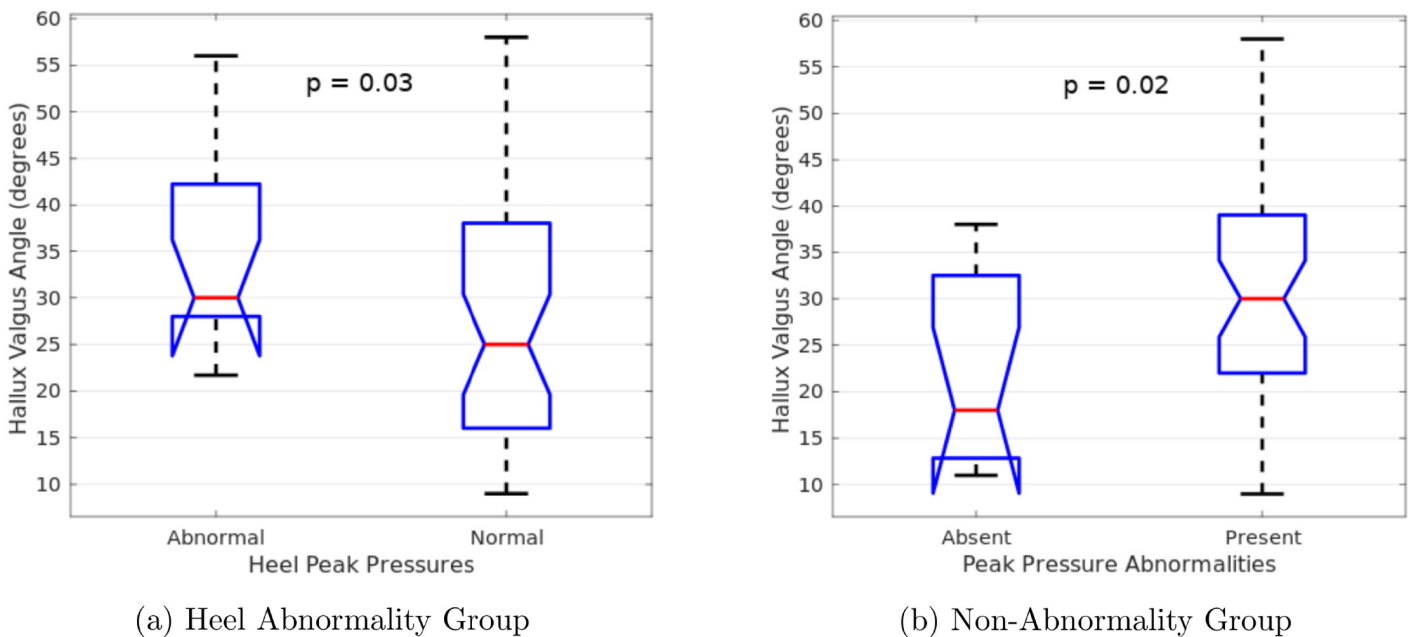 60
55
50
45
40
35
30
25
20
15
10
Hallux Valgus Angle (degrees)
p = 0.03
Abnormal Normal
Heel Peak Pressures
(a) Heel Abnormality Group
60
55
50
45
40
35
30
25
20
15
10
Hallux Valgus Angle (degrees)
p = 0.02
Absent Present
Peak Pressure Abnormalities
(b) Non-Abnormality Group